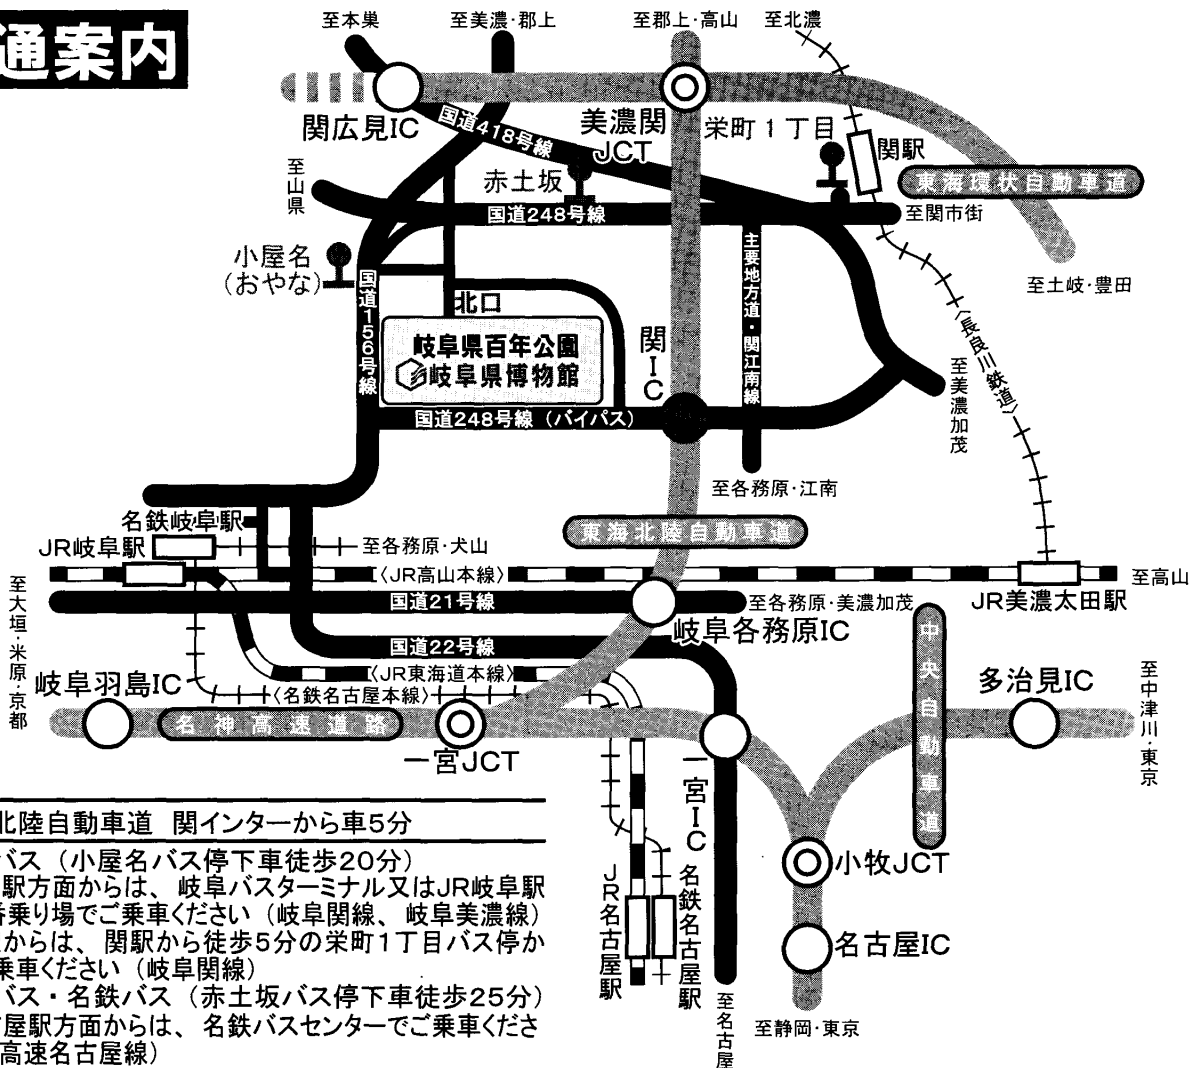 通案内
至本巣
至美濃・郡上
至郡上・高山
至北濃
関広見IC
国道418号線
美濃関
JCT
栄町1丁目
関駅
東海環状自動車道
至山県
赤土坂
国道248号線
至関市街
小屋名
(おやな)
国道156号線
北口
主要地方道・関江南線
至土岐・豊田
岐阜県百年公園
岐阜県博物館
関IC
〈長良川鉄道〉
至美濃加茂
国道248号線(バイパス)
至各務原・江南
名鉄岐阜駅
東海北陸自動車道
JR岐阜駅
至各務原・犬山
〈JR高山本線〉
至高山
至大垣・米原・京都
国道21号線
至各務原・美濃加茂
JR美濃太田駅
岐阜各務原IC
中央自動車道
国道22号線
〈JR東海道本線〉
岐阜羽島IC
〈名鉄名古屋本線〉
多治見IC
至中津川・東京
名神高速道路
一宮JCT
一宮IC
小牧JCT
JR名古屋駅
名鉄名古屋駅
名古屋IC
至名古屋
至静岡・東京
北陸自動車道 関インターから車5分
バス(小屋名バス停下車徒歩20分)
駅方面からは、岐阜バスターミナル又はJR岐阜駅
番乗り場でご乗車ください(岐阜関線、岐阜美濃線)
からは、関駅から徒歩5分の栄町1丁目バス停か
乗車ください(岐阜関線)
バス・名鉄バス(赤土坂バス停下車徒歩25分)
屋駅方面からは、名鉄バスセンターでご乗車くださ
高速名古屋線)